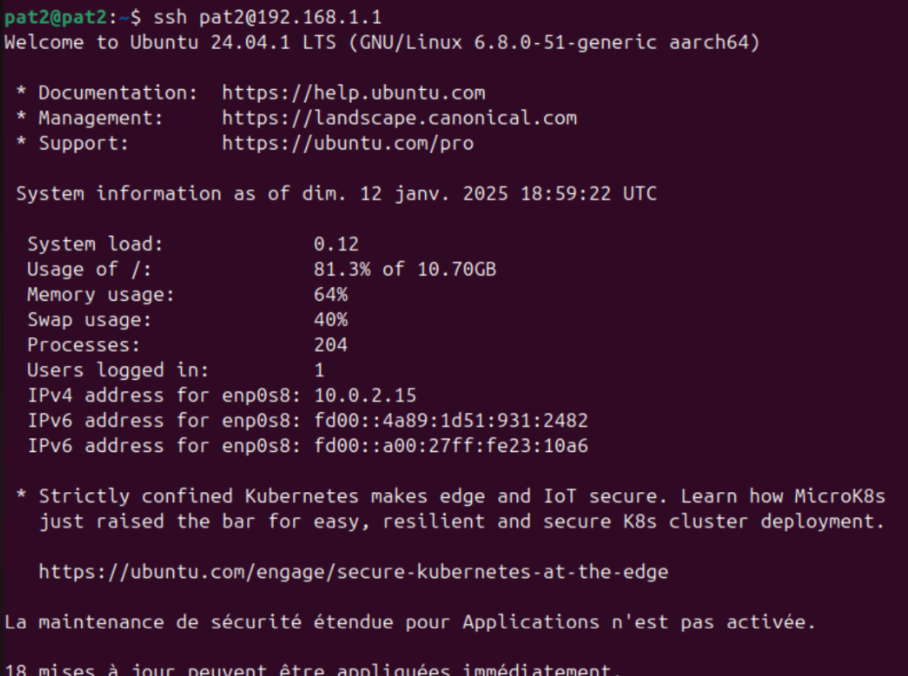 pat2@pat2:~$ ssh pat2@192.168.1.1
Welcome to Ubuntu 24.04.1 LTS (GNU/Linux 6.8.0-51-generic aarch64)
* Documentation: https://help.ubuntu.com
* Management: https://landscape.canonical.com
* Support: https://ubuntu.com/pro
System information as of dim. 12 janv. 2025 18:59:22 UTC
System load: 0.12
Usage of /: 81.3% of 10.70GB
Memory usage: 64%
Swap usage: 40%
Processes: 204
Users logged in: 1
IPv4 address for enp0s8: 10.0.2.15
IPv6 address for enp0s8: fd00::4a89:1d51:931:2482
IPv6 address for enp0s8: fd00::a00:27ff:fe23:10a6
* Strictly confined Kubernetes makes edge and IoT secure. Learn how MicroK8s
just raised the bar for easy, resilient and secure K8s cluster deployment.
https://ubuntu.com/engage/secure-kubernetes-at-the-edge
La maintenance de sécurité étendue pour Applications n'est pas activée.
18 mises à jour peuvent être appliquées immédiatement.